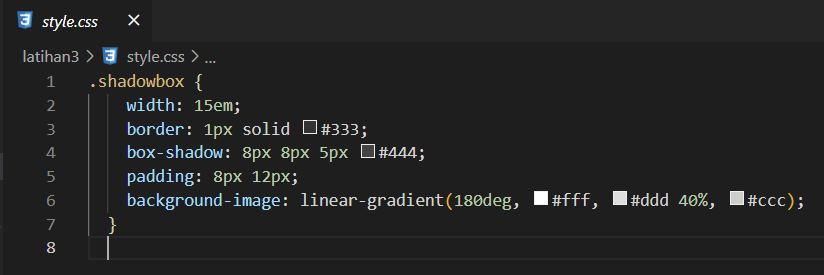 style.css
latihan3 > style.css > ...
1 .shadowbox {
2 width: 15em;
3 border: 1px solid #333;
4 box-shadow: 8px 8px 5px #444;
5 padding: 8px 12px;
6 background-image: linear-gradient(180deg, #fff, #ddd 40%, #ccc);
7 }
8